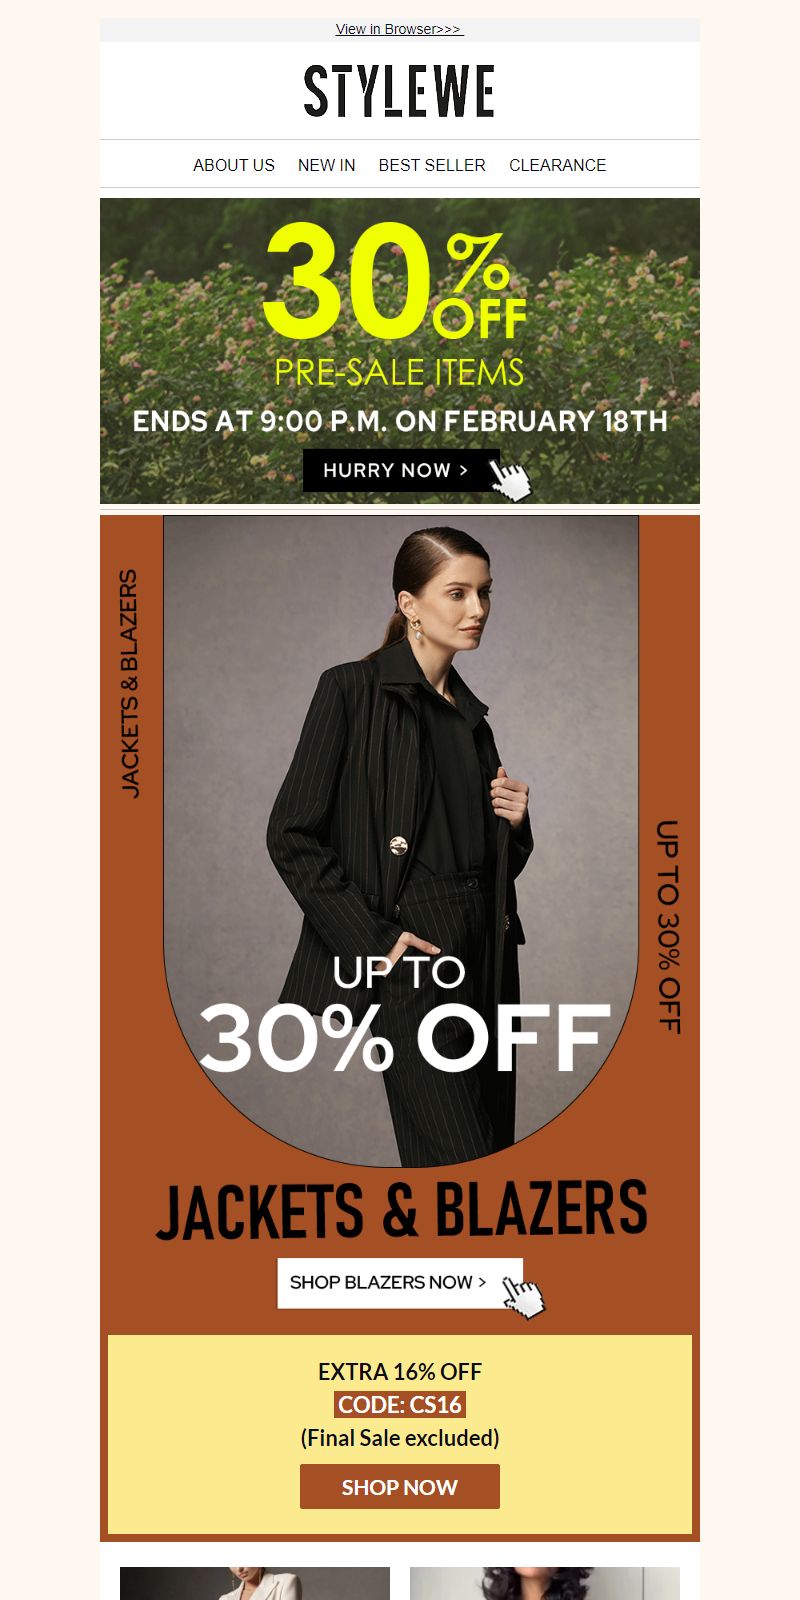 View in Browser>>>
STYLEWE
ABOUT US NEW IN BEST SELLER CLEARANCE
30% OFF
PRE-SALE ITEMS
ENDS AT 9:00 P.M. ON FEBRUARY 18TH
HURRY NOW >
JACKETS & BLAZERS
UP TO 30% OFF
UP TO
30% OFF
JACKETS & BLAZERS
SHOP BLAZERS NOW >
EXTRA 16% OFF
CODE: CS16
(Final Sale excluded)
SHOP NOW